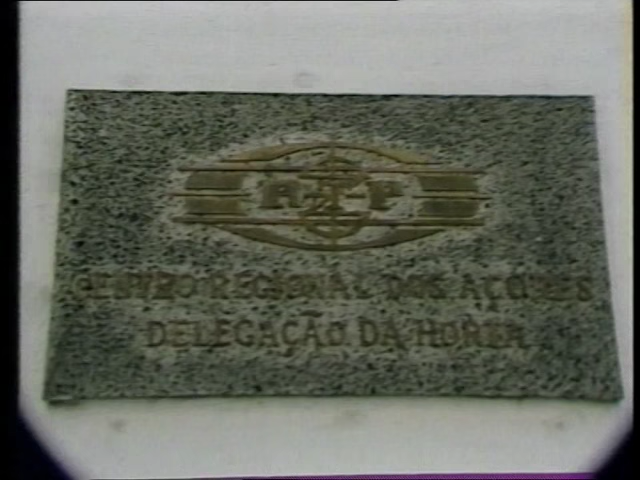 RTP
CENTRO REGIONAL DOS AÇORES
DELEGAÇÃO DA HORTA